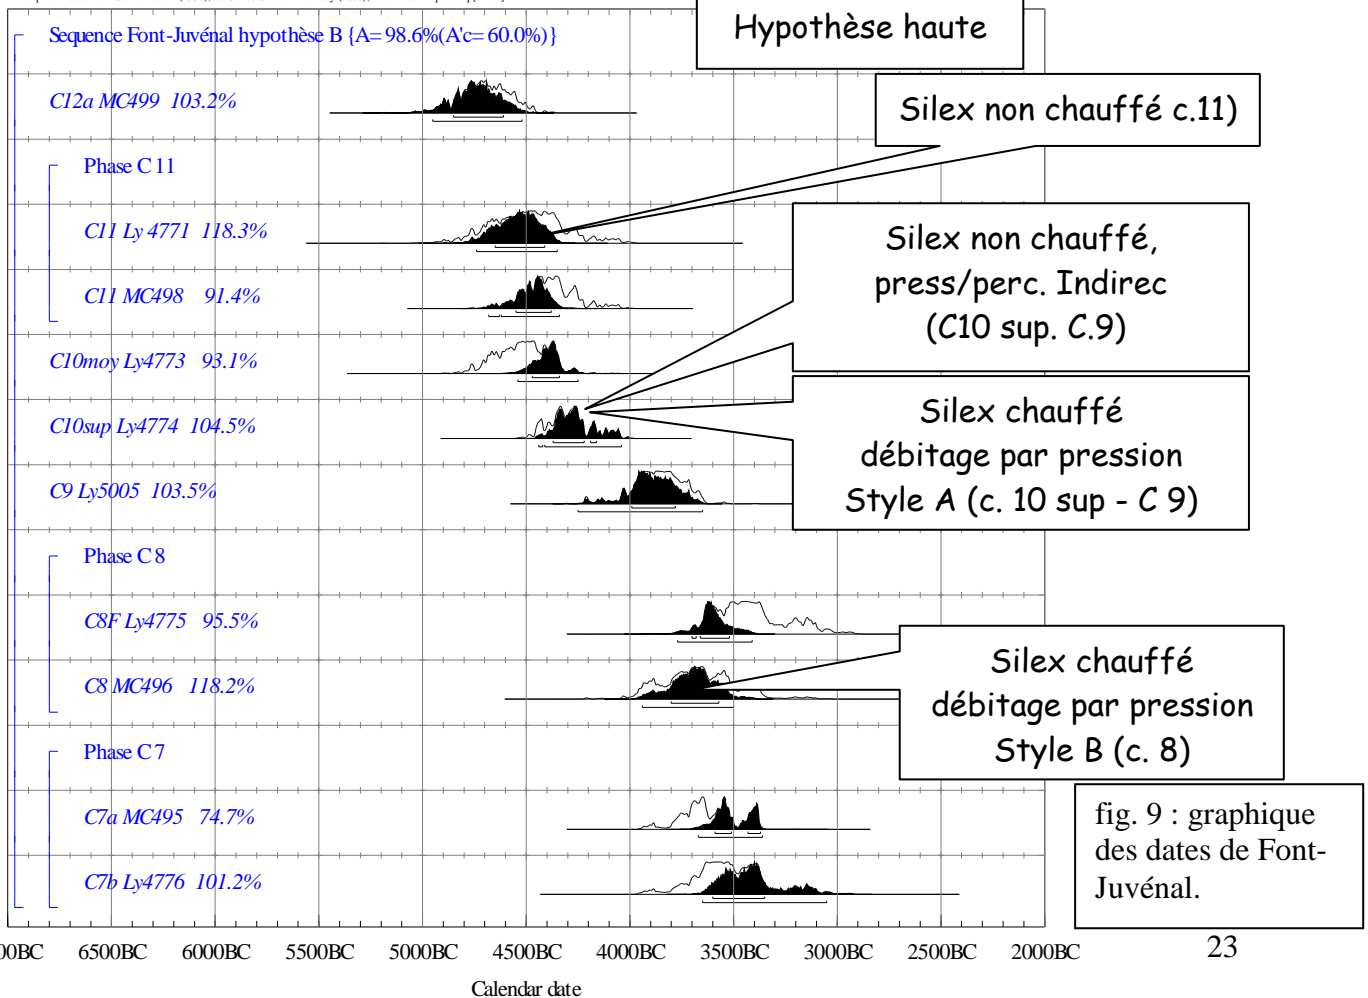 Hypothèse haute
Sequence Font-Juvénal hypothèse B {A= 98.6%(A'c= 60.0%)}
C12a MC499 103.2%
Silex non chauffé c.11)
Phase C11
C11 Ly 4771 118.3%
C11 MC498 91.4%
Silex non chauffé,
press/perc. Indirec
(C10 sup. C.9)
C10moy Ly4773 93.1%
C10sup Ly4774 104.5%
Silex chauffé
débitage par pression
Style A (c. 10 sup - C 9)
C9 Ly5005 103.5%
Phase C8
C8F Ly4775 95.5%
C8 MC496 118.2%
Silex chauffé
débitage par pression
Style B (c. 8)
Phase C7
C7a MC495 74.7%
C7b Ly4776 101.2%
fig. 9 : graphique
des dates de Font-
Juvénal.
00BC 6500BC 6000BC 5500BC 5000BC 4500BC 4000BC 3500BC 3000BC 2500BC 2000BC
Calendar date
23